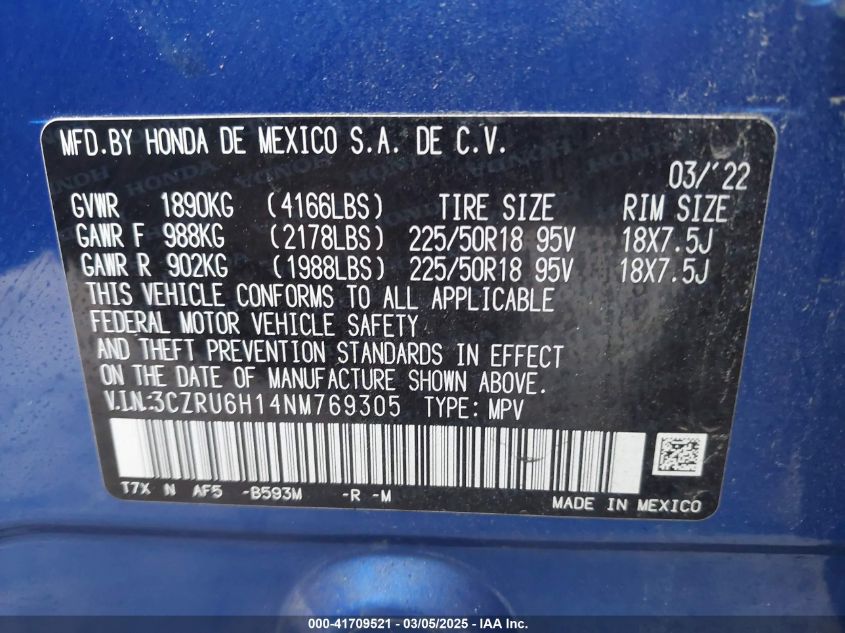 MFD.BY HONDA DE MEXICO S.A. DE C.V.
03/'22
GVWR 1890KG (4166LBS) TIRE SIZE RIM SIZE
GAWR F 988KG (2178LBS) 225/50R18 95V 18X7.5J
GAWR R 902KG (1988LBS) 225/50R18 95V 18X7.5J
THIS VEHICLE CONFORMS TO ALL APPLICABLE
FEDERAL MOTOR VEHICLE SAFETY
AND THEFT PREVENTION STANDARDS IN EFFECT
ON THE DATE OF MANUFACTURE SHOWN ABOVE.
V.I.N.:3CZRU6H14NM769305 TYPE: MPV
T7X N AF5 -B593M -R -M
MADE IN MEXICO
000-41709521 - 03/05/2025 - IAA Inc.